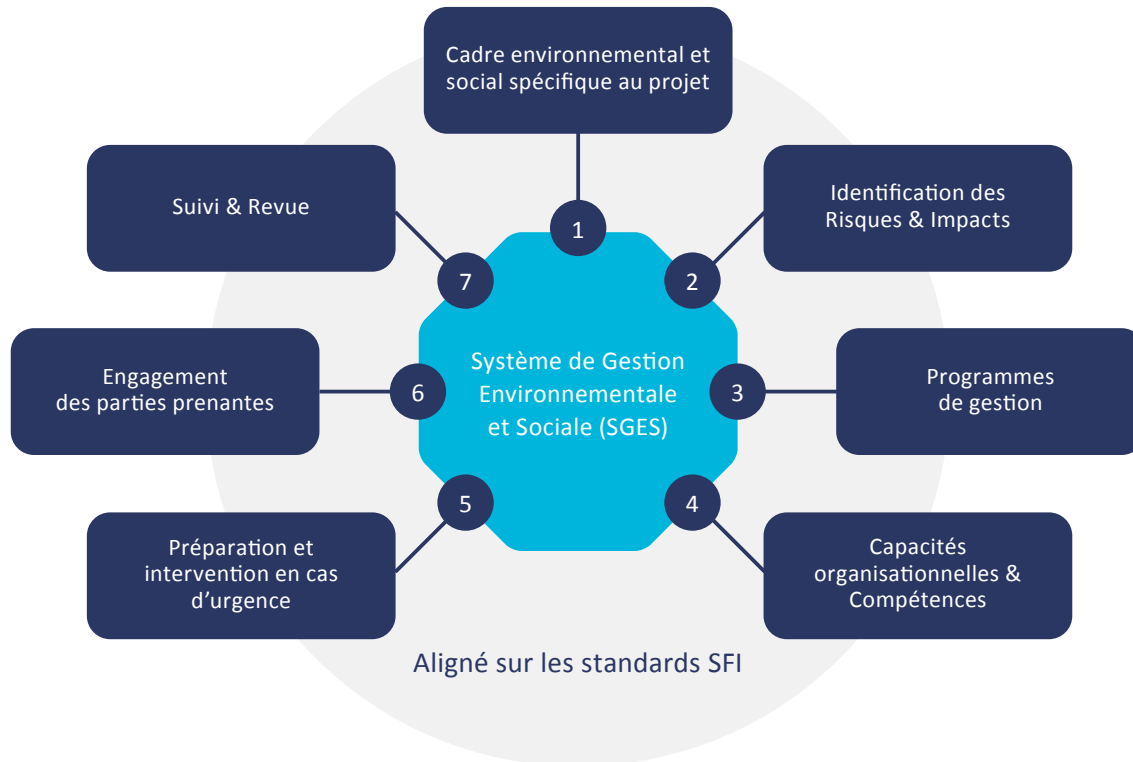 Cadre environnemental et
social spécifique au projet
1
Identification des
Risques & Impacts
2
Programmes
de gestion
3
Capacités
organisationnelles &
Compétences
4
Préparation et
intervention en cas
d’urgence
5
Engagement
des parties prenantes
6
Suivi & Revue
7
Système de Gestion
Environnementale
et Sociale (SGES)
Aligné sur les standards SFI